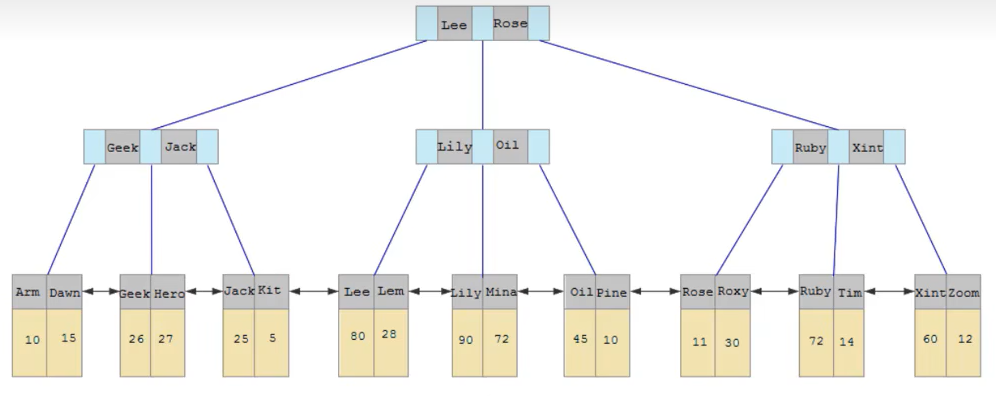 Lee Rose
Geek Jack Lily Oil Ruby Xint
Arm Dawn Geek Hero Jack Kit Lee Lem Lily Mina Oil Pine Rose Roxy Ruby Tim Xint Zoom
10 15 26 27 25 5 80 28 90 72 45 10 11 30 72 14 60 12